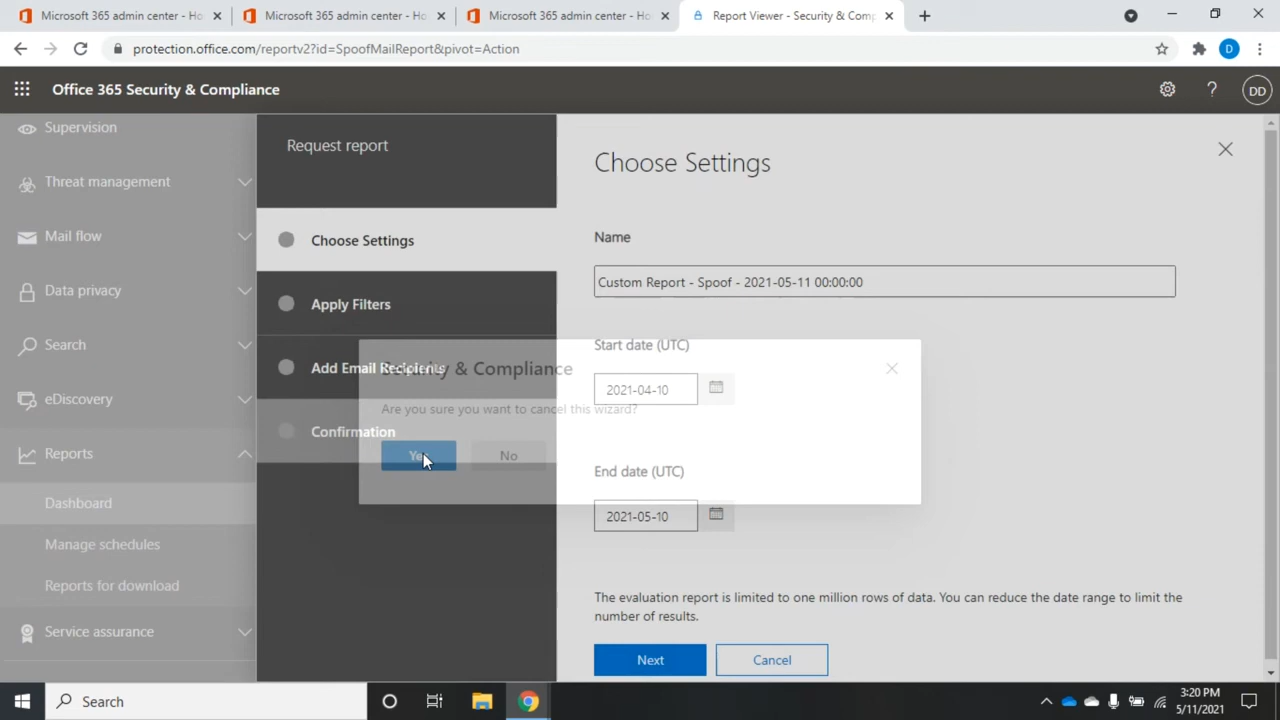 Microsoft 365 admin center - Ho
Microsoft 365 admin center - Ho
Microsoft 365 admin center - Ho
Report Viewer - Security & Comp
protection.office.com/reportv2?id=SpoofMailReport&pivot=Action
D
Office 365 Security & Compliance
?
DD
Supervision
Threat management
Mail flow
Data privacy
Search
eDiscovery
Reports
Dashboard
Manage schedules
Reports for download
Service assurance
Request report
Choose Settings
Apply Filters
Add Email Recipients
Confirmation
Choose Settings
Name
Custom Report - Spoof - 2021-05-11 00:00:00
Start date (UTC)
2021-04-10
End date (UTC)
2021-05-10
The evaluation report is limited to one million rows of data. You can reduce the date range to limit the
number of results.
Next
Cancel
Security & Compliance
Are you sure you want to cancel this wizard?
Yes
No
Search
3:20 PM
5/11/2021